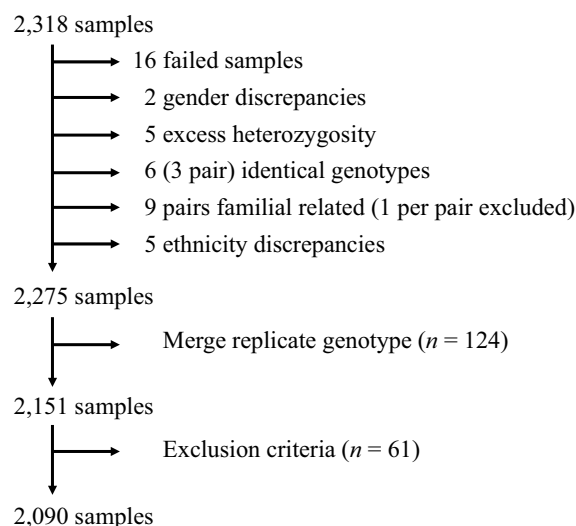 2,318 samples
16 failed samples
2 gender discrepancies
5 excess heterozygosity
6 (3 pair) identical genotypes
9 pairs familial related (1 per pair excluded)
5 ethnicity discrepancies
2,275 samples
Merge replicate genotype (n = 124)
2,151 samples
Exclusion criteria (n = 61)
2,090 samples